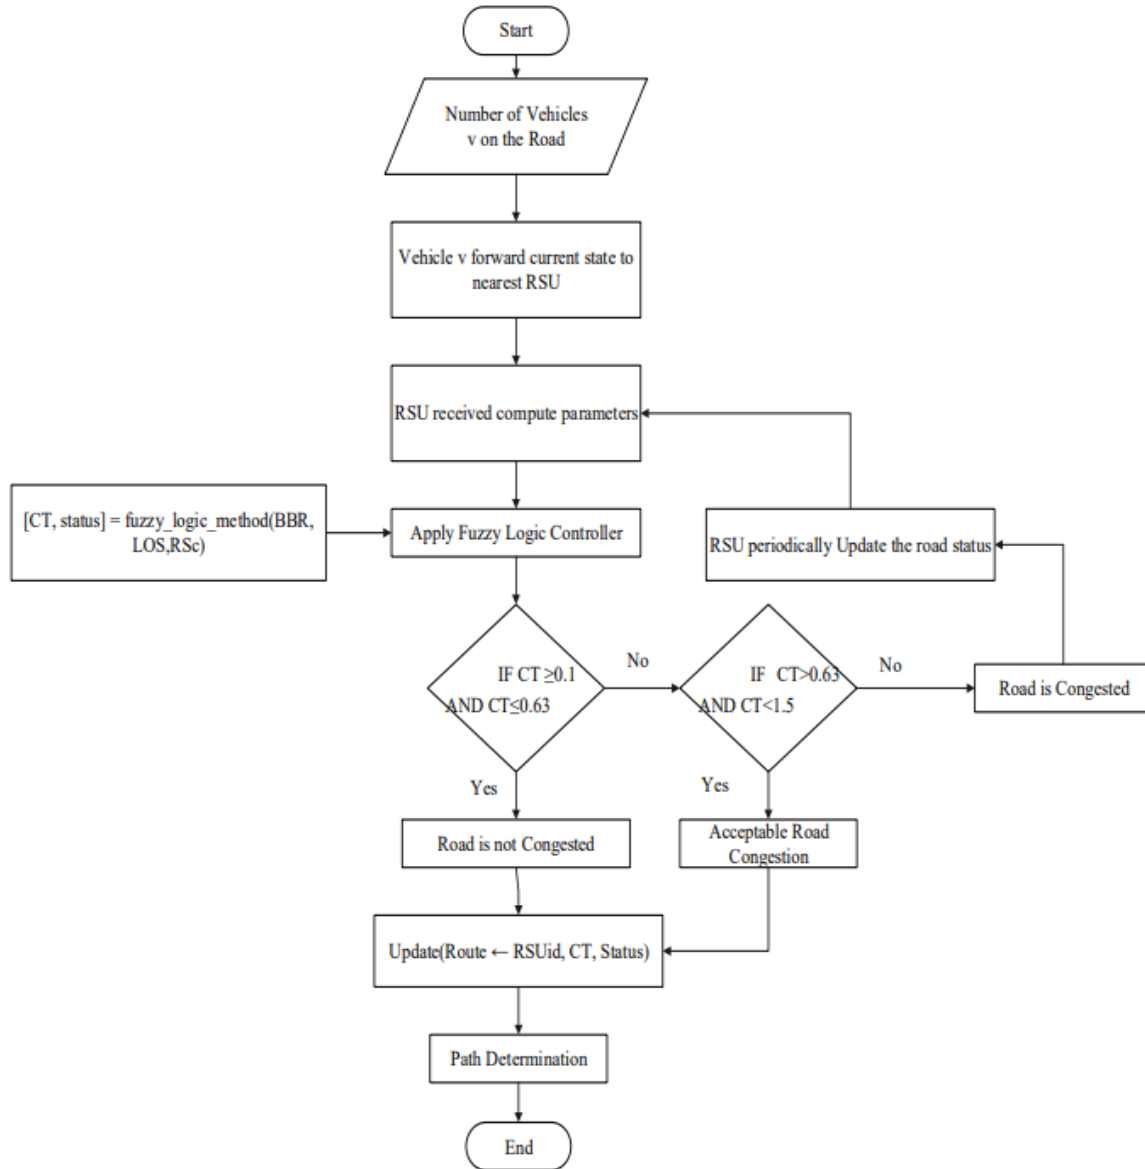 Start
Number of Vehicles
v on the Road
Vehicle v forward current state to
nearest RSU
RSU received compute parameters
[CT, status] = fuzzy_logic_method(BBR,
LOS,RSc)
Apply Fuzzy Logic Controller
RSU periodically Update the road status
IF CT ≥0.1
AND CT≤0.63
No
IF CT>0.63
AND CT<1.5
No
Road is Congested
Yes
Yes
Road is not Congested
Acceptable Road
Congestion
Update(Route ← RSUid, CT, Status)
Path Determination
End